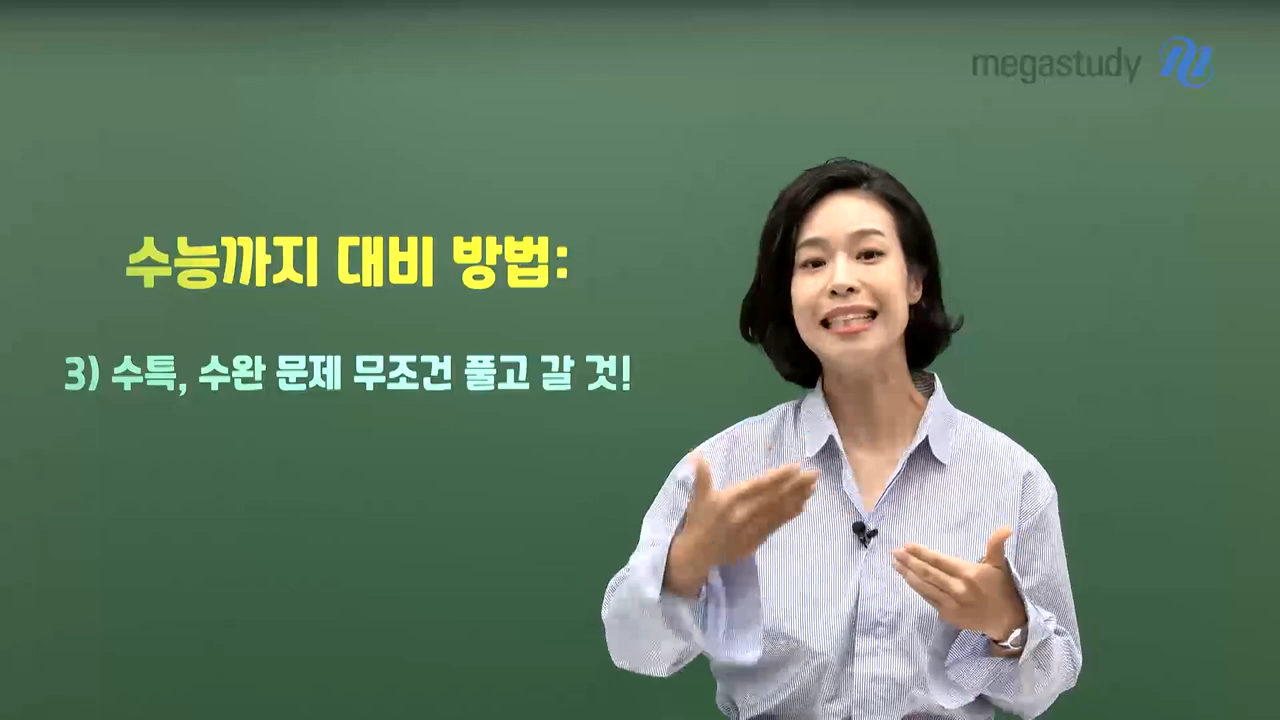 megastudy
수능까지 대비 방법:
3) 수특, 수완 문제 무조건 풀고 갈 것!